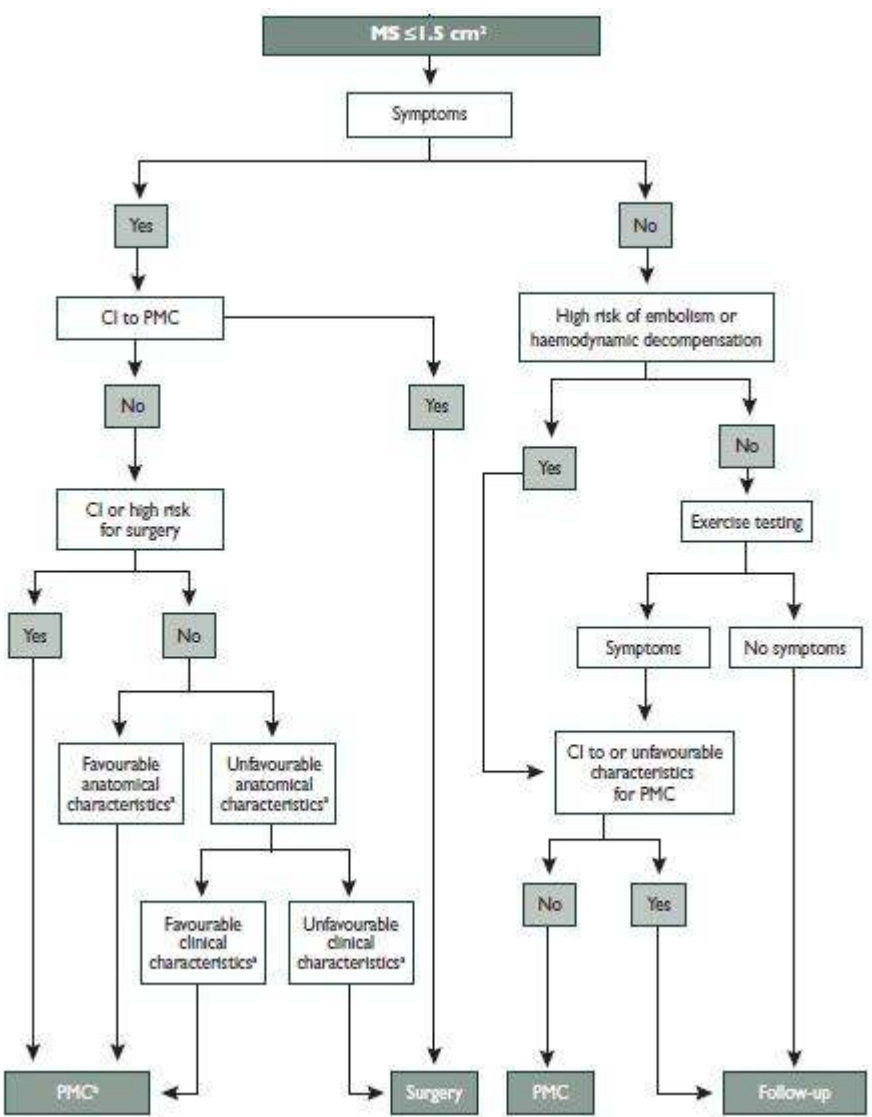 MS ≤1.5 cm²
Symptoms
Yes
No
CI to PMC
High risk of embolism or
haemodynamic decompensation
No
Yes
Yes
No
CI or high risk
for surgery
Exercise testing
Yes
No
Symptoms
No symptoms
Favourable
anatomical
characteristicsᵃ
Unfavourable
anatomical
characteristicsᵃ
CI to or unfavourable
characteristics
for PMC
Favourable
clinical
characteristicsᵃ
Unfavourable
clinical
characteristicsᵃ
No
Yes
PMCᵇ
Surgery
PMC
Follow-up